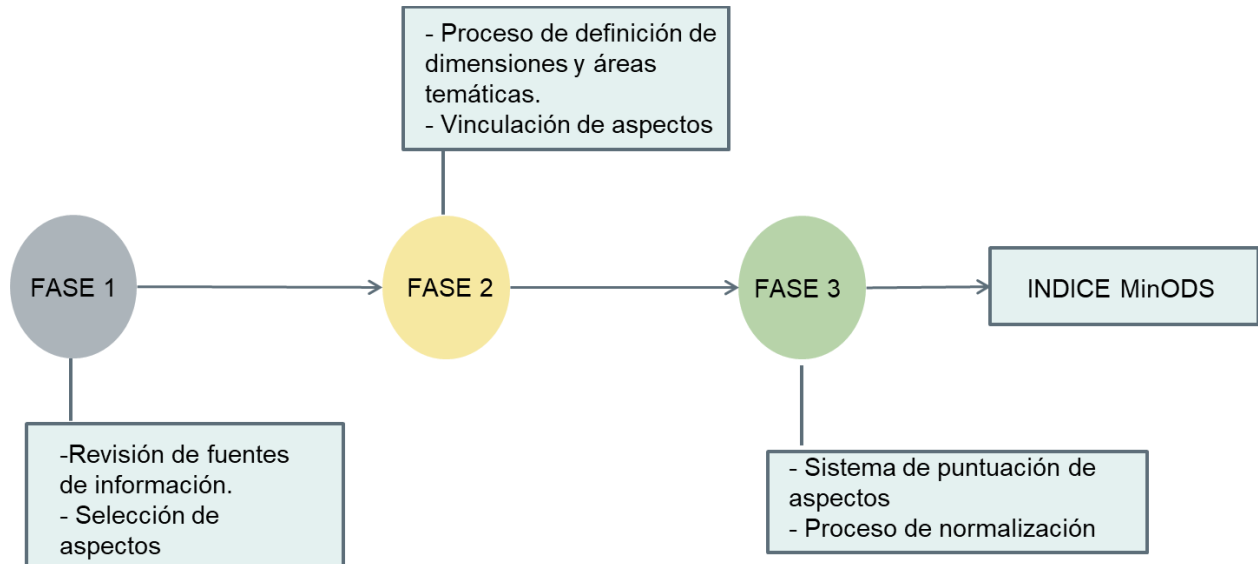 - Proceso de definición de
dimensiones y áreas
temáticas.
- Vinculación de aspectos
FASE 1
FASE 2
FASE 3
INDICE MinODS
-Revisión de fuentes
de información.
- Selección de
aspectos
- Sistema de puntuación de
aspectos
- Proceso de normalización